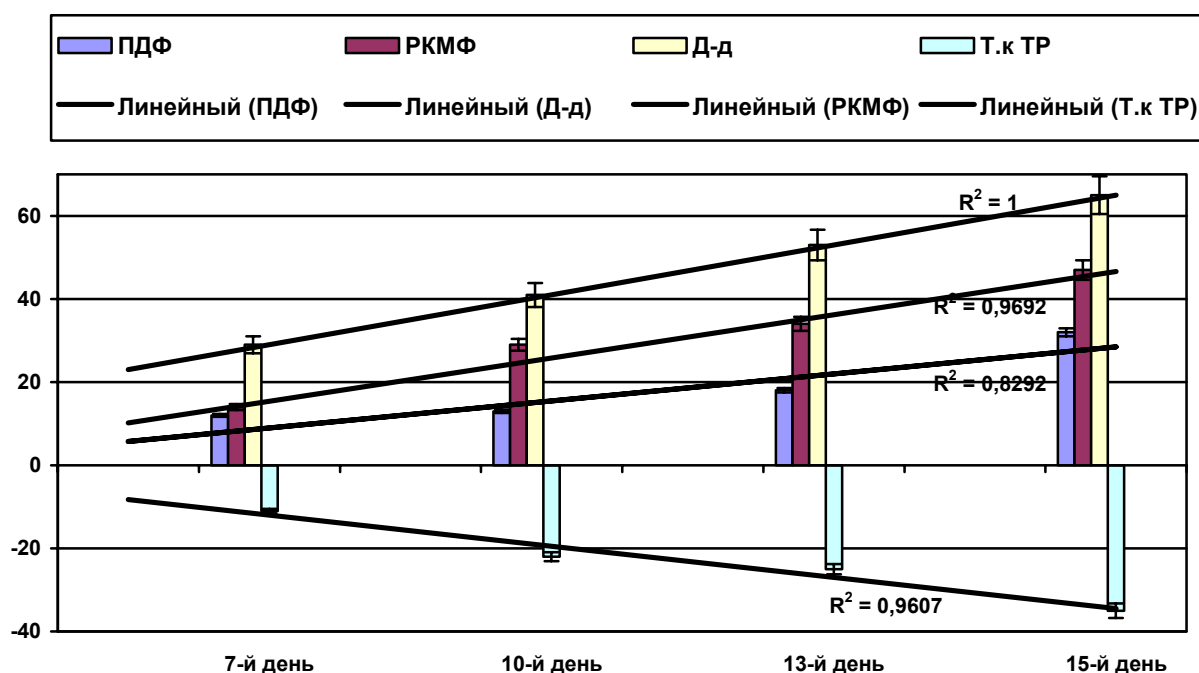 ПДФ РКМФ Д-д Т.к ТР
Линейный (ПДФ) Линейный (Д-д) Линейный (РКМФ) Линейный (Т.к ТР)
60
40
20
0
-20
-40
R² = 1
R² = 0,9692
R² = 0,8292
R² = 0,9607
7-й день 10-й день 13-й день 15-й день